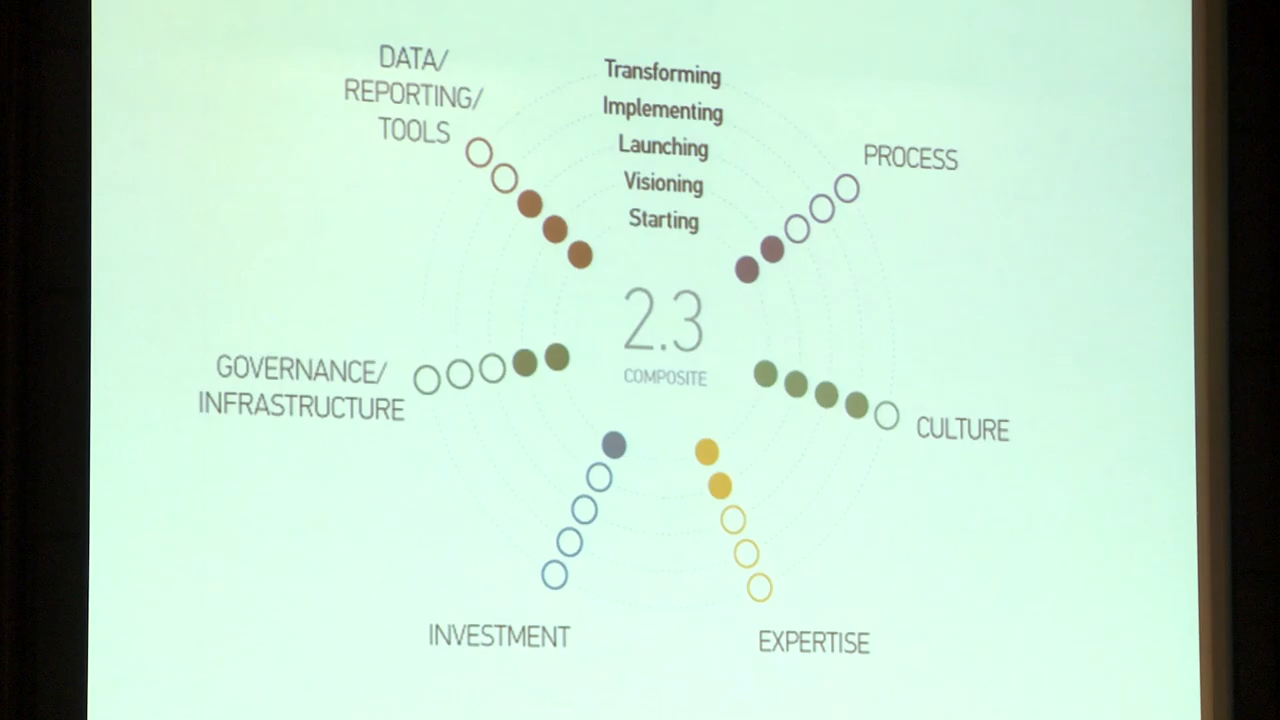 DATA/
REPORTING/
TOOLS
Transforming
Implementing
Launching
Visioning
Starting
PROCESS
2.3
COMPOSITE
GOVERNANCE/
INFRASTRUCTURE
CULTURE
INVESTMENT
EXPERTISE